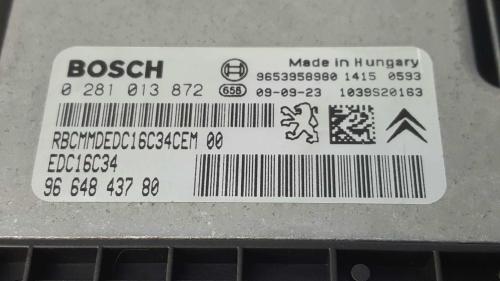 BOSCH
Made in Hungary
9653958980 1415 0593
0 281 013 872 658 09-09-23 1039S20163
RBCMMDEDC16C34CEM 00
EDC16C34
96 648 437 80